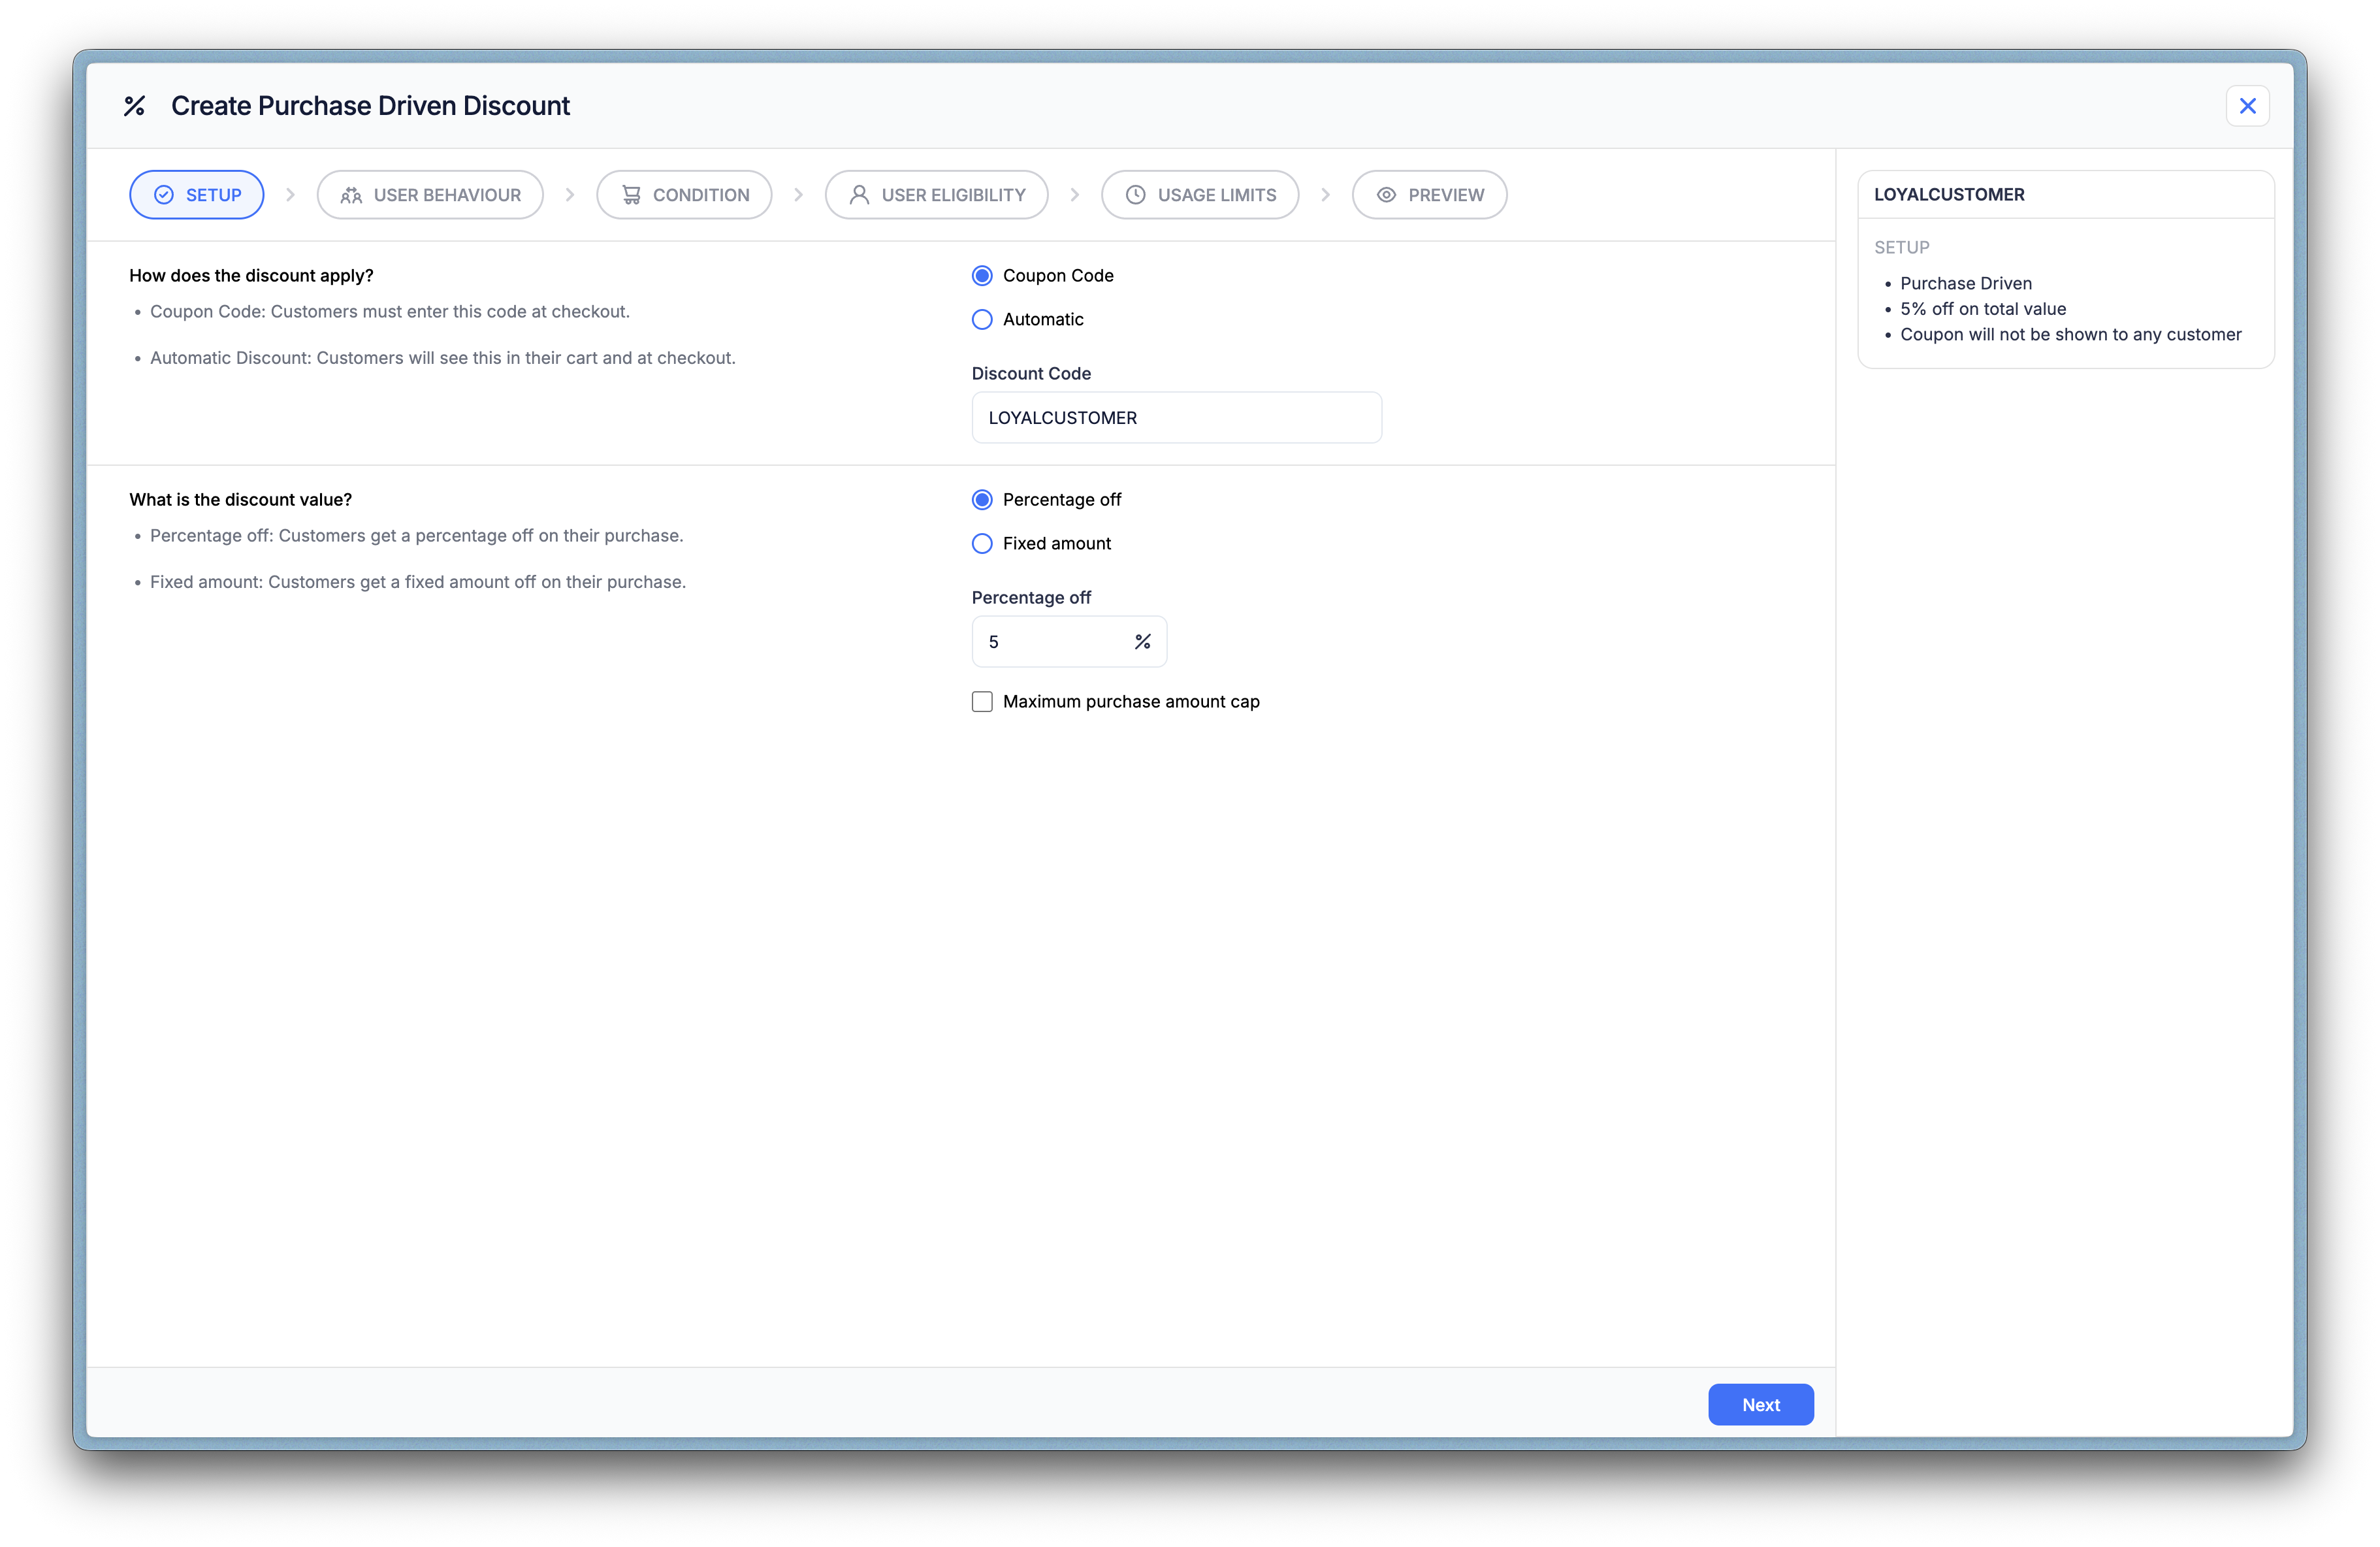 Create Purchase Driven Discount
SETUP
USER BEHAVIOUR
CONDITION
USER ELIGIBILITY
USAGE LIMITS
PREVIEW
How does the discount apply?
• Coupon Code: Customers must enter this code at checkout.
• Automatic Discount: Customers will see this in their cart and at checkout.
Coupon Code
Automatic
Discount Code
LOYALCUSTOMER
What is the discount value?
• Percentage off: Customers get a percentage off on their purchase.
• Fixed amount: Customers get a fixed amount off on their purchase.
Percentage off
Fixed amount
Percentage off
5 %
Maximum purchase amount cap
Next
LOYALCUSTOMER
SETUP
• Purchase Driven
• 5% off on total value
• Coupon will not be shown to any customer